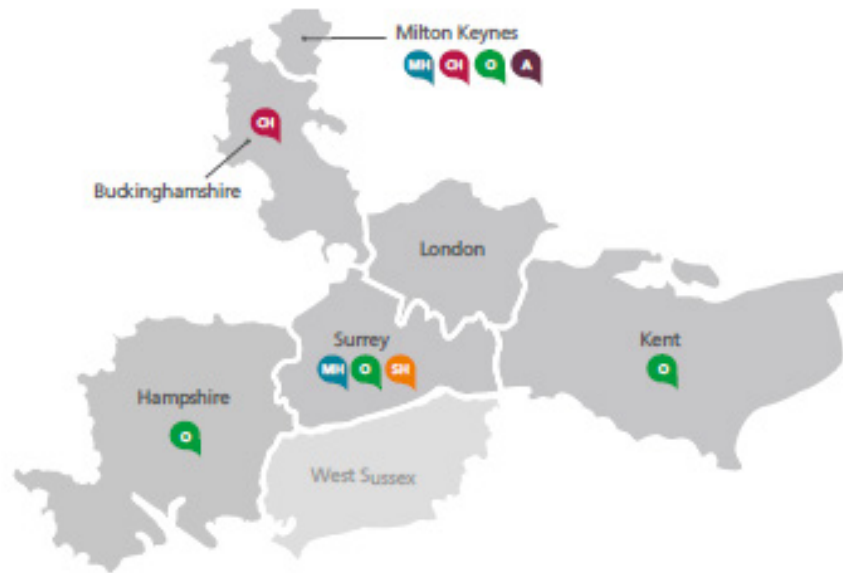 Milton Keynes
MH CH O A
CH
Buckinghamshire
London
Surrey
MH O SH
Kent
O
Hampshire
O
West Sussex